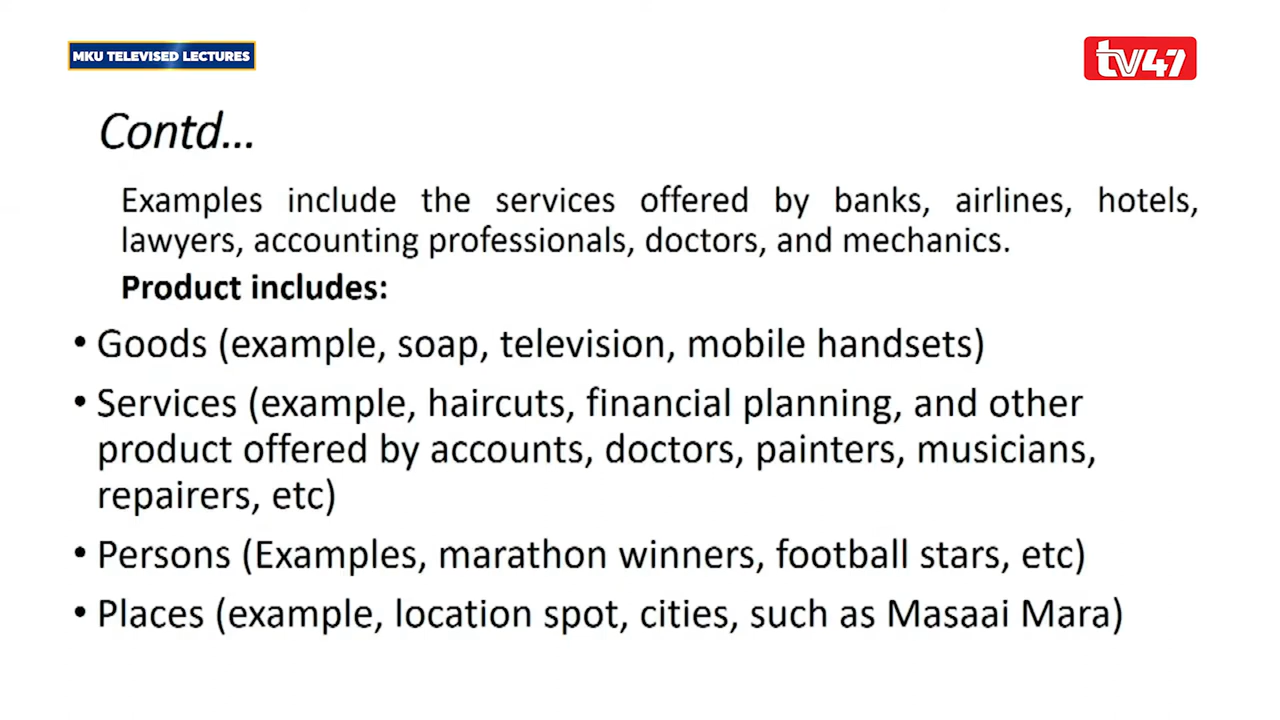 MKU TELEVISED LECTURES
tv47
Contd...
Examples include the services offered by banks, airlines, hotels,
lawyers, accounting professionals, doctors, and mechanics.
Product includes:
• Goods (example, soap, television, mobile handsets)
• Services (example, haircuts, financial planning, and other
product offered by accounts, doctors, painters, musicians,
repairers, etc)
• Persons (Examples, marathon winners, football stars, etc)
• Places (example, location spot, cities, such as Masaai Mara)